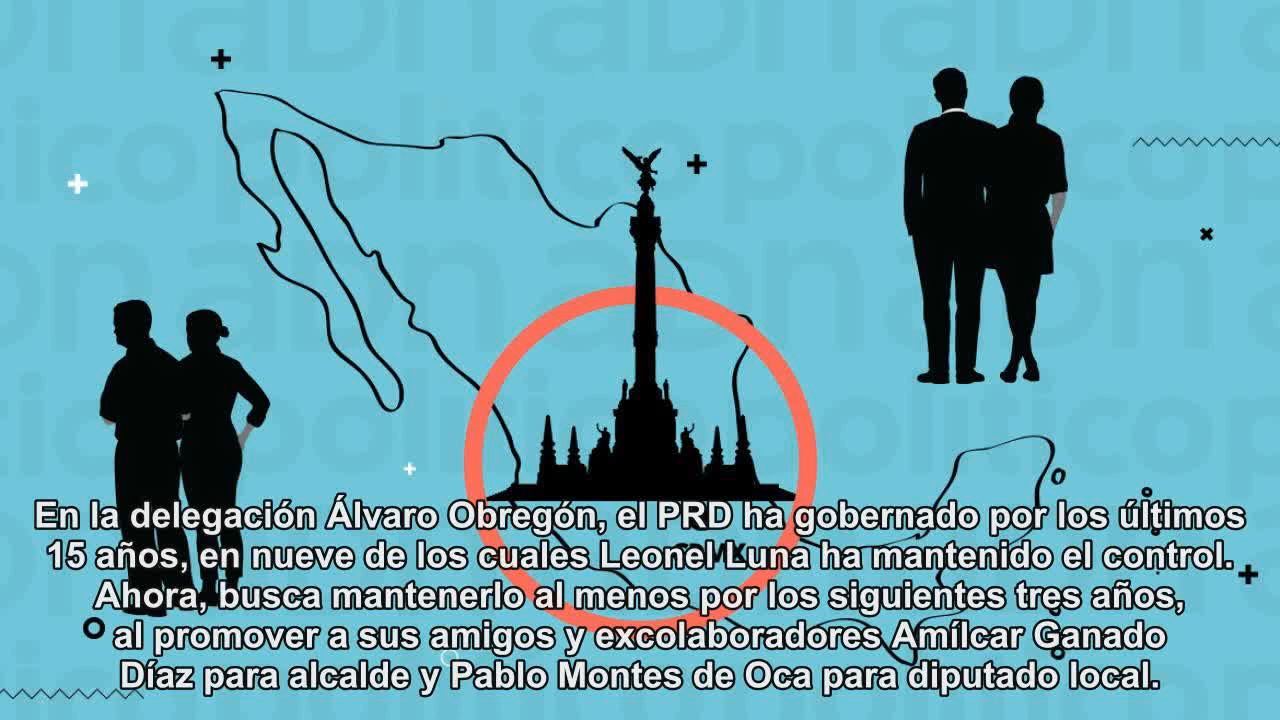 En la delegación Álvaro Obregón, el PRD ha gobernado por los últimos
15 años, en nueve de los cuales Leonel Luna ha mantenido el control.
Ahora, busca mantenerlo al menos por los siguientes tres años,
al promover a sus amigos y excolaboradores Amílcar Ganado
Díaz para alcalde y Pablo Montes de Oca para diputado local.